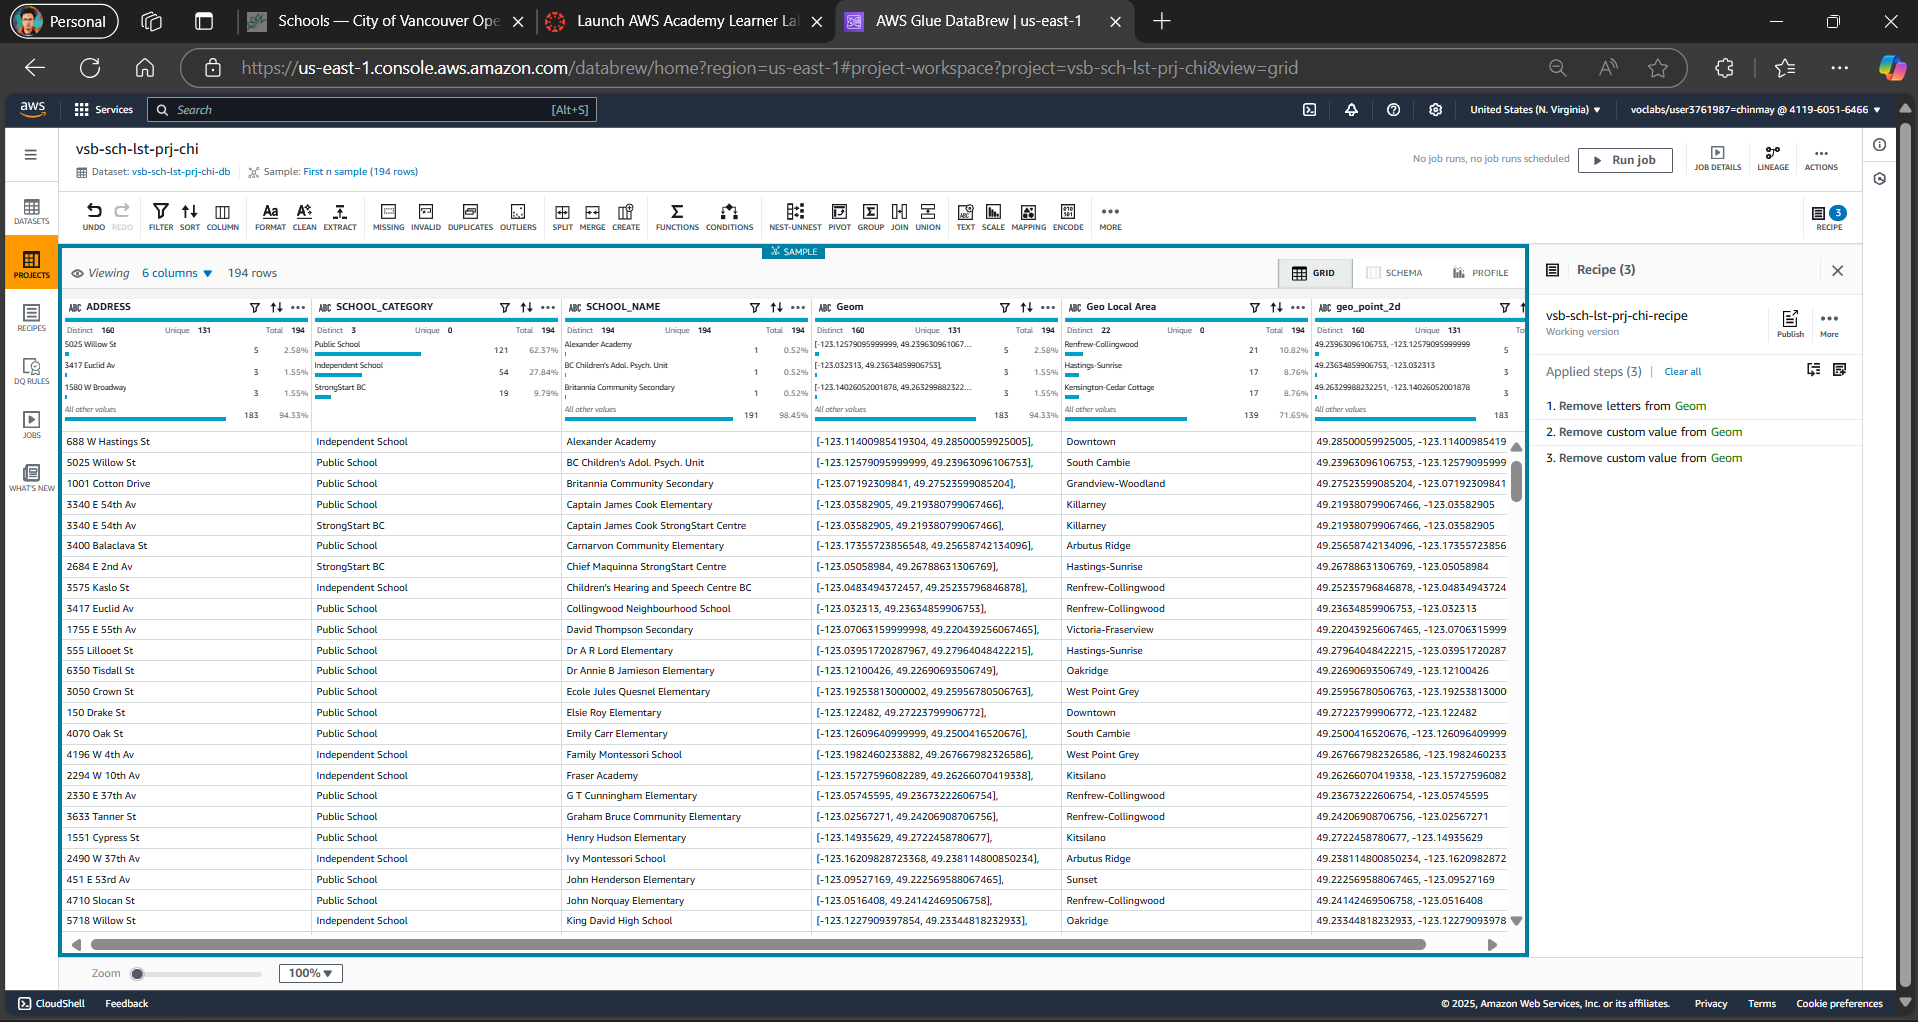 Personal
Schools — City of Vancouver Ope
Launch AWS Academy Learner La
AWS Glue DataBrew | us-east-1
https://us-east-1.console.aws.amazon.com/databrew/home?region=us-east-1#project-workspace?project=vsb-sch-lst-prj-chi&view=grid
aws Services Search [Alt+S] United States (N. Virginia) ▼ voclabs/user3761987=chinmay @ 4119-6051-6466 ▼
vsb-sch-lst-prj-chi
Dataset: vsb-sch-lst-prj-chi-db Sample: First n sample (194 rows)
No job runs, no job runs scheduled Run job JOB DETAILS LINEAGE ACTIONS
UNDO REDO FILTER SORT COLUMN FORMAT CLEAN EXTRACT MISSING INVALID DUPLICATES OUTLIERS SPLIT MERGE CREATE FUNCTIONS CONDITIONS NEST-UNNEST PIVOT GROUP JOIN UNION TEXT SCALE MAPPING ENCODE MORE 3 RECIPE
DATASETS
PROJECTS
RECIPES
DQ RULES
JOBS
WHAT'S NEW
SAMPLE
Viewing 6 columns ▼ 194 rows GRID SCHEMA PROFILE
ABC ADDRESS ABC SCHOOL_CATEGORY ABC SCHOOL_NAME ABC Geom ABC Geo Local Area ABC geo_point_2d
Distinct 160 Unique 131 Total 194 Distinct 3 Unique 0 Total 194 Distinct 194 Unique 194 Total 194 Distinct 160 Unique 131 Total 194 Distinct 22 Unique 0 Total 194 Distinct 160 Unique 131 To
5025 Willow St 5 2.58% Public School 121 62.37% Alexander Academy 1 0.52% [-123.12579095999999, 49.239630961067... 5 2.58% Renfrew-Collingwood 21 10.82% 49.23963096106753, -123.12579095999999 5
3417 Euclid Av 3 1.55% Independent School 54 27.84% BC Children's Adol. Psych. Unit 1 0.52% [-123.032313, 49.23634859906753], 3 1.55% Hastings-Sunrise 17 8.76% 49.23634859906753, -123.032313 3
1580 W Broadway 3 1.55% StrongStart BC 19 9.79% Britannia Community Secondary 1 0.52% [-123.14026052001878, 49.263299882322... 3 1.55% Kensington-Cedar Cottage 17 8.76% 49.26329988232251, -123.14026052001878 3
All other values 183 94.33% All other values 191 98.45% All other values 183 94.33% All other values 139 71.65% All other values 183
688 W Hastings St Independent School Alexander Academy [-123.11400985419304, 49.28500059925005], Downtown 49.28500059925005, -123.11400985419
5025 Willow St Public School BC Children's Adol. Psych. Unit [-123.12579095999999, 49.23963096106753], South Cambie 49.23963096106753, -123.12579095999
1001 Cotton Drive Public School Britannia Community Secondary [-123.07192309841, 49.27523599085204], Grandview-Woodland 49.27523599085204, -123.07192309841
3340 E 54th Av Public School Captain James Cook Elementary [-123.03582905, 49.219380799067466], Killarney 49.219380799067466, -123.03582905
3340 E 54th Av StrongStart BC Captain James Cook StrongStart Centre [-123.03582905, 49.219380799067466], Killarney 49.219380799067466, -123.03582905
3400 Balaclava St Public School Carnarvon Community Elementary [-123.17355723856548, 49.25658742134096], Arbutus Ridge 49.25658742134096, -123.17355723856
2684 E 2nd Av StrongStart BC Chief Maquinna StrongStart Centre [-123.05058984, 49.26788631306769], Hastings-Sunrise 49.26788631306769, -123.05058984
3575 Kaslo St Independent School Children's Hearing and Speech Centre BC [-123.0483494372457, 49.25235796846878], Renfrew-Collingwood 49.25235796846878, -123.04834943724
3417 Euclid Av Public School Collingwood Neighbourhood School [-123.032313, 49.23634859906753], Renfrew-Collingwood 49.23634859906753, -123.032313
1755 E 55th Av Public School David Thompson Secondary [-123.07063159999998, 49.220439256067465], Victoria-Fraserview 49.220439256067465, -123.070631599​9
555 Lillooet St Public School Dr A R Lord Elementary [-123.03951720287967, 49.27964048422215], Hastings-Sunrise 49.27964048422215, -123.03951720287
6350 Tisdall St Public School Dr Annie B Jamieson Elementary [-123.12100426, 49.22690693506749], Oakridge 49.22690693506749, -123.12100426
3050 Crown St Public School Ecole Jules Quesnel Elementary [-123.19253813000002, 49.25956780506763], West Point Grey 49.25956780506763, -123.19253813000
150 Drake St Public School Elsie Roy Elementary [-123.122482, 49.27223799906772], Downtown 49.27223799906772, -123.122482
4070 Oak St Public School Emily Carr Elementary [-123.12609640999999, 49.2500416520676], South Cambie 49.2500416520676, -123.126096409999
4196 W 4th Av Independent School Family Montessori School [-123.1982460233882, 49.267667982326586], West Point Grey 49.267667982326586, -123.1982460233
2294 W 10th Av Independent School Fraser Academy [-123.15727596082289, 49.26266070419338], Kitsilano 49.26266070419338, -123.15727596082
2330 E 37th Av Public School G T Cunningham Elementary [-123.05745595, 49.23673222606754], Renfrew-Collingwood 49.23673222606754, -123.05745595
3633 Tanner St Public School Graham Bruce Community Elementary [-123.02567271, 49.24206908706756], Renfrew-Collingwood 49.24206908706756, -123.02567271
1551 Cypress St Public School Henry Hudson Elementary [-123.14935629, 49.2722458780677], Kitsilano 49.2722458780677, -123.14935629
2490 W 37th Av Independent School Ivy Montessori School [-123.16209828723368, 49.238114800850234], Arbutus Ridge 49.238114800850234, -123.1620982872
451 E 53rd Av Public School John Henderson Elementary [-123.09527169, 49.222569588067465], Sunset 49.222569588067465, -123.09527169
4710 Slocan St Public School John Norquay Elementary [-123.0516408, 49.24142469506758], Renfrew-Collingwood 49.24142469506758, -123.0516408
5718 Willow St Independent School King David High School [-123.1227909397854, 49.23344818232933], Oakridge 49.23344818232933, -123.12279093978
Recipe (3)
vsb-sch-lst-prj-chi-recipe
Working version
Publish More
Applied steps (3) | Clear all
1. Remove letters from Geom
2. Remove custom value from Geom
3. Remove custom value from Geom
Zoom 100% ▼
CloudShell Feedback © 2025, Amazon Web Services, Inc. or its affiliates. Privacy Terms Cookie preferences